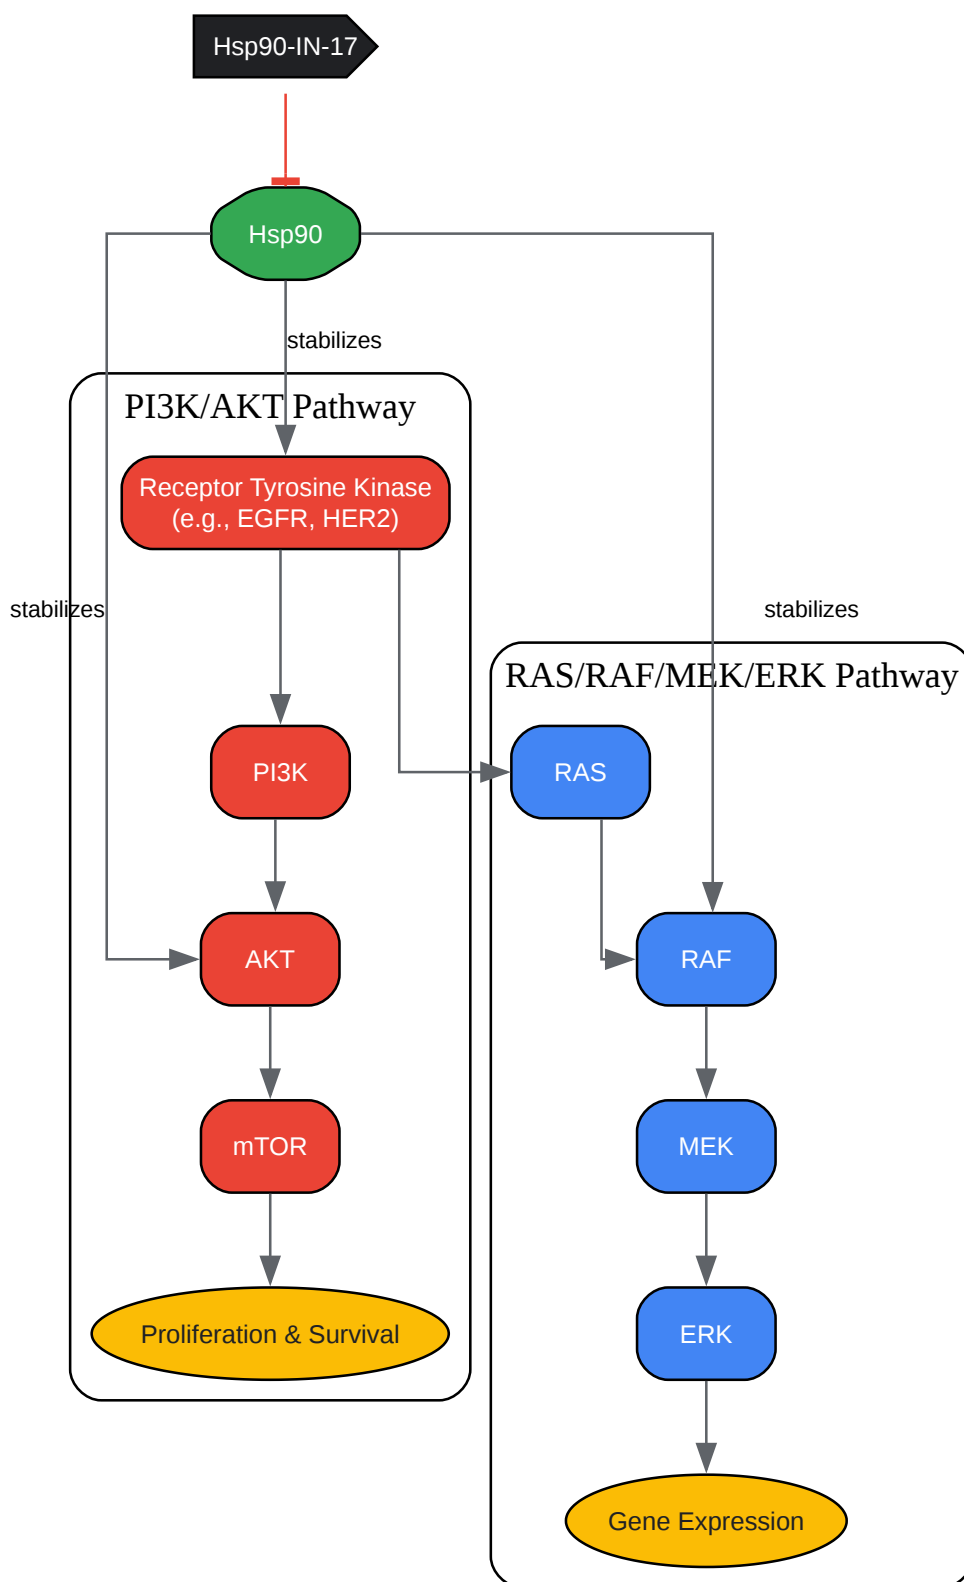 Hsp90-IN-17
Hsp90
stabilizes
PI3K/AKT Pathway
Receptor Tyrosine Kinase
(e.g., EGFR, HER2)
stabilizes
stabilizes
RAS/RAF/MEK/ERK Pathway
PI3K
RAS
AKT
RAF
mTOR
MEK
Proliferation & Survival
ERK
Gene Expression